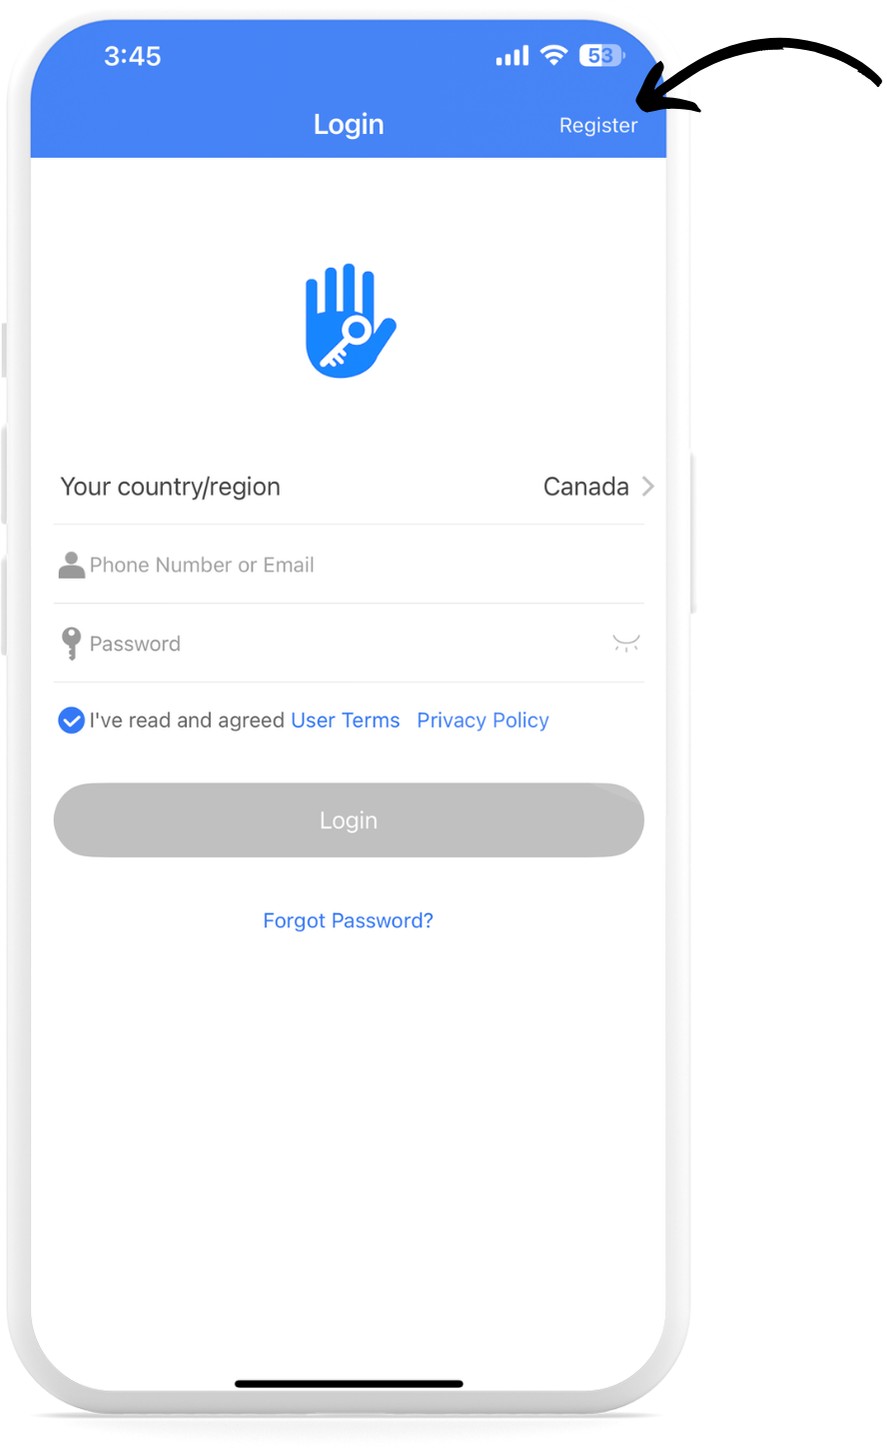 3:45 53
Login Register
Your country/region Canada
Phone Number or Email
Password
I've read and agreed User Terms Privacy Policy
Login
Forgot Password?